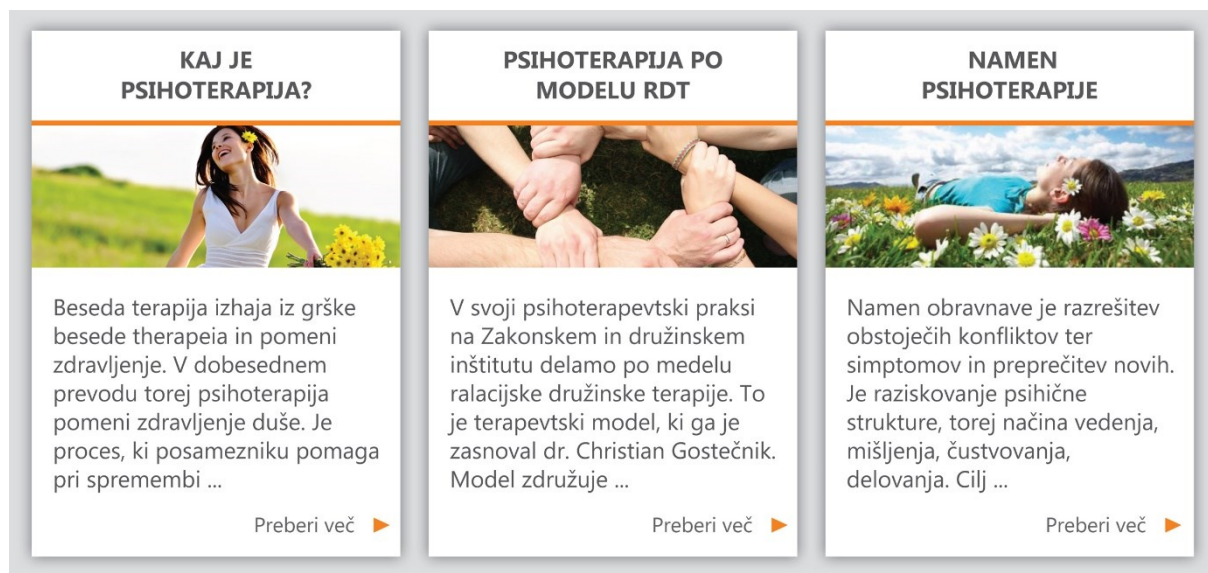 KAJ JE
PSIHOTERAPIJA?
Beseda terapija izhaja iz grške
besede therapeia in pomeni
zdravljenje. V dobesednem
prevodu torej psihoterapija
pomeni zdravljenje duše. Je
proces, ki posamezniku pomaga
pri spremembi ...
Preberi več
PSIHOTERAPIJA PO
MODELU RDT
V svoji psihoterapevtski praksi
na Zakonskem in družinskem
inštitutu delamo po medelu
ralacijske družinske terapije. To
je terapevtski model, ki ga je
zasnoval dr. Christian Gostečnik.
Model združuje ...
Preberi več
NAMEN
PSIHOTERAPIJE
Namen obravnave je razrešitev
obstoječih konfliktov ter
simptomov in preprečitev novih.
Je raziskovanje psihične
strukture, torej načina vedenja,
mišljenja, čustvovanja,
delovanja. Cilj ...
Preberi več